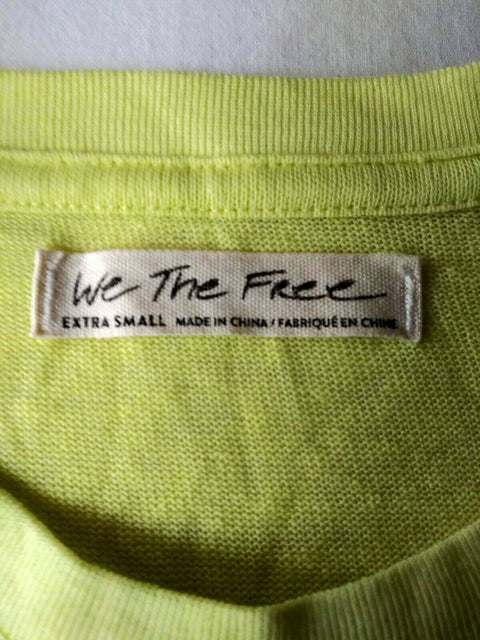 We The Free
EXTRA SMALL MADE IN CHINA / FABRIQUÉ EN CHINE